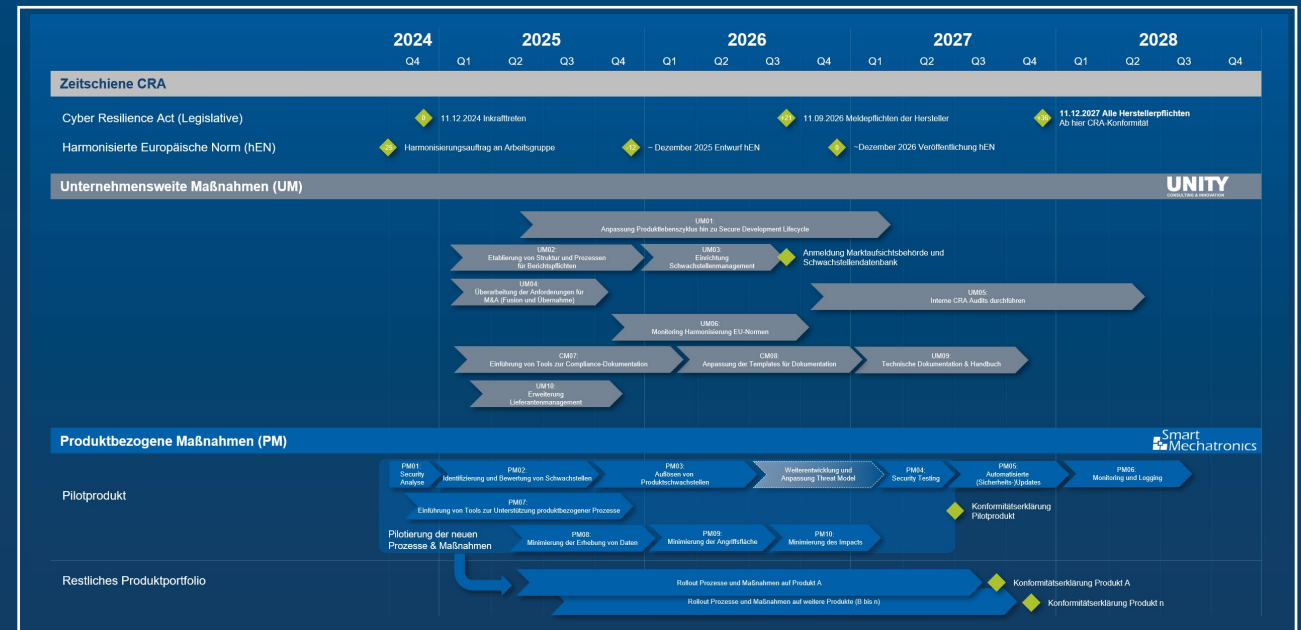 2024 2025 2026 2027 2028
Q4 Q1 Q2 Q3 Q4 Q1 Q2 Q3 Q4 Q1 Q2 Q3 Q4 Q1 Q2 Q3 Q4
Zeitschiene CRA
Cyber Resilience Act (Legislative)
0
11.12.2024 Inkrafttreten
+21
11.09.2026 Meldepflichten der Hersteller
+36
11.12.2027 Alle Herstellerpflichten
Ab hier CRA-Konformität
Harmonisierte Europäische Norm (hEN)
Harmonisierungsauftrag an Arbeitsgruppe
-12
~ Dezember 2025 Entwurf hEN
0
~Dezember 2026 Veröffentlichung hEN
Unternehmensweite Maßnahmen (UM)
UNITY
CONSULTING & INNOVATION
UM01:
Anpassung Produktlebenszyklus hin zu Secure Development Lifecycle
UM02:
Etablierung von Struktur und Prozessen
für Berichtspflichten
UM03:
Einrichtung
Schwachstellenmanagement
Anmeldung Marktaufsichtsbehörde und
Schwachstellendatenbank
UM04:
Überarbeitung der Anforderungen für
M&A (Fusion und Übernahme)
UM05:
Interne CRA Audits durchführen
UM06:
Monitoring Harmonisierung EU-Normen
CM07:
Einführung von Tools zur Compliance-Dokumentation
CM08:
Anpassung der Templates für Dokumentation
UM09:
Technische Dokumentation & Handbuch
UM10:
Erweiterung
Lieferantenmanagement
Produktbezogene Maßnahmen (PM)
Smart
Mechatronics
Pilotprodukt
PM01:
Security
Analyse
PM02:
Identifizierung und Bewertung von Schwachstellen
PM03:
Auflösen von
Produktschwachstellen
Weiterentwicklung und
Anpassung Threat Model
PM04:
Security Testing
PM05:
Automatisierte
(Sicherheits-)Updates
PM06:
Monitoring und Logging
PM07:
Einführung von Tools zur Unterstützung produktbezogener Prozesse
Konformitätserklärung
Pilotprodukt
Pilotierung der neuen
Prozesse & Maßnahmen
PM08:
Minimierung der Erhebung von Daten
PM09:
Minimierung der Angriffsfläche
PM10:
Minimierung des Impacts
Restliches Produktportfolio
Rollout Prozesse und Maßnahmen auf Produkt A
Konformitätserklärung Produkt A
Rollout Prozesse und Maßnahmen auf weitere Produkte (B bis n)
Konformitätserklärung Produkt n